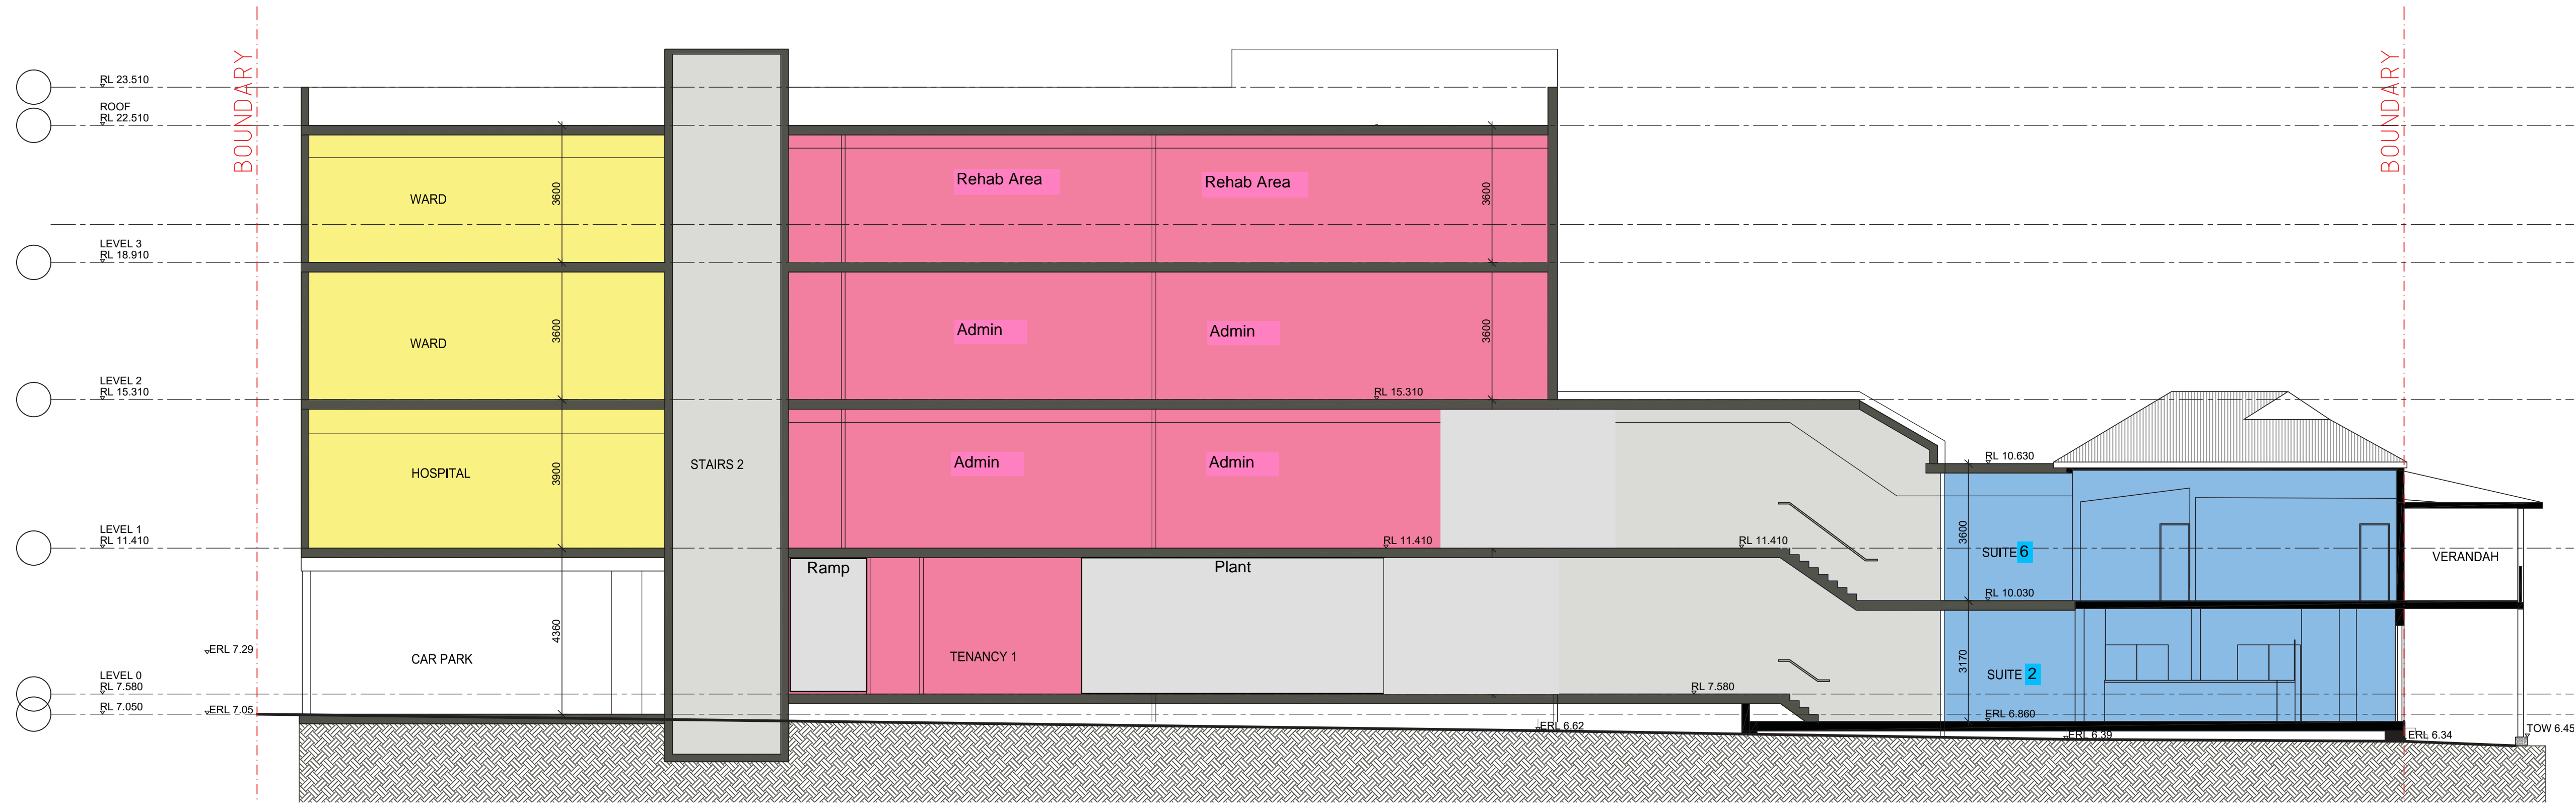 BOUNDARY
BOUNDARY
RL 23.510
ROOF
RL 22.510
WARD
3600
Rehab Area
Rehab Area
3600
LEVEL 3
RL 18.910
WARD
3600
Admin
Admin
3600
LEVEL 2
RL 15.310
RL 15.310
HOSPITAL
3900
STAIRS 2
Admin
Admin
RL 10.630
LEVEL 1
RL 11.410
RL 11.410
RL 11.410
3600
SUITE 6
VERANDAH
Ramp
Plant
RL 10.030
ERL 7.29
CAR PARK
4360
TENANCY 1
3170
SUITE 2
LEVEL 0
RL 7.580
RL 7.580
RL 7.050
ERL 7.05
ERL 6.860
ERL 6.62
ERL 6.39
ERL 6.34
TOW 6.45